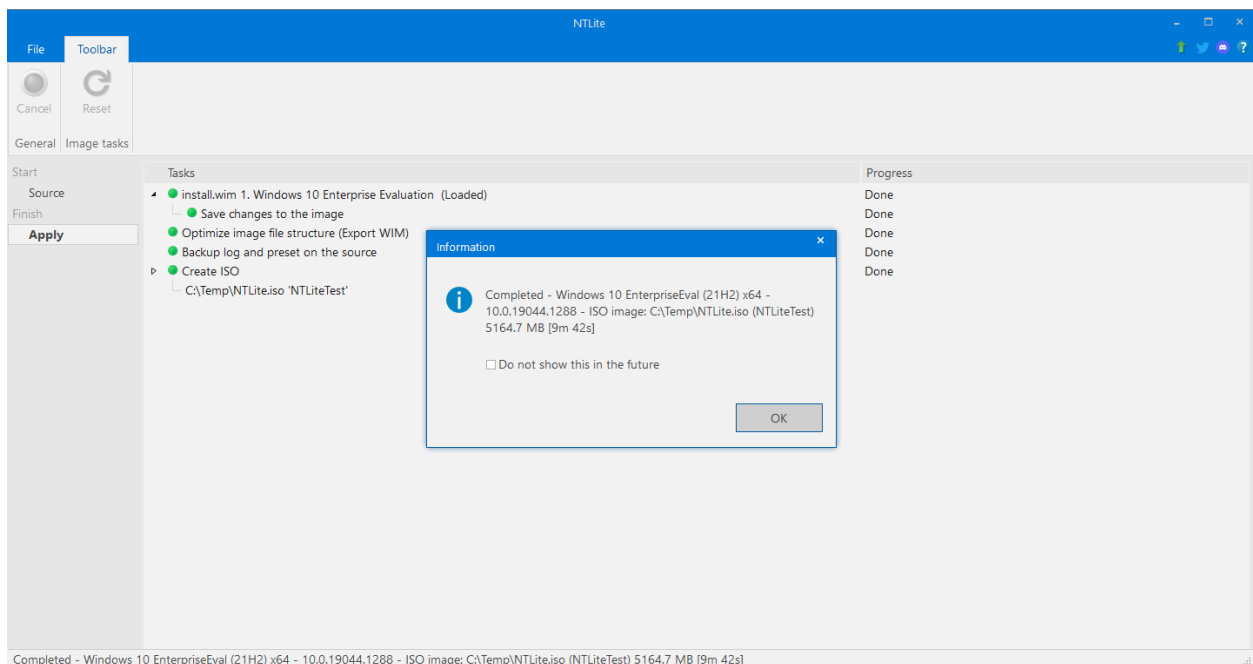 NTLite
File Toolbar
Cancel Reset
General Image tasks
Start
Source
Finish
Apply
Tasks Progress
install.wim 1. Windows 10 Enterprise Evaluation (Loaded) Done
Save changes to the image Done
Optimize image file structure (Export WIM) Done
Backup log and preset on the source Done
Create ISO Done
C:\Temp\NTLite.iso 'NTLiteTest'
Information
Completed - Windows 10 EnterpriseEval (21H2) x64 -
10.0.19044.1288 - ISO image: C:\Temp\NTLite.iso (NTLiteTest)
5164.7 MB [9m 42s]
Do not show this in the future
OK
Completed - Windows 10 EnterpriseEval (21H2) x64 - 10.0.19044.1288 - ISO image: C:\Temp\NTLite.iso (NTLiteTest) 5164.7 MB [9m 42s]